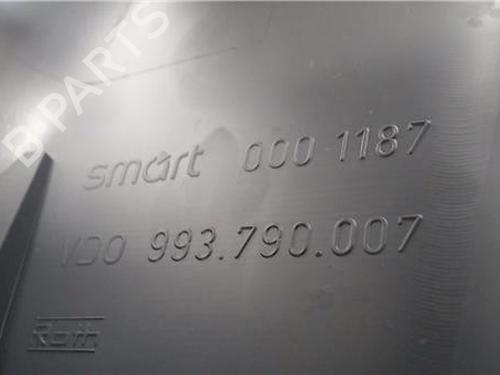 B-PARTS
smart 000 1187
VDO 993.790.007
Roth